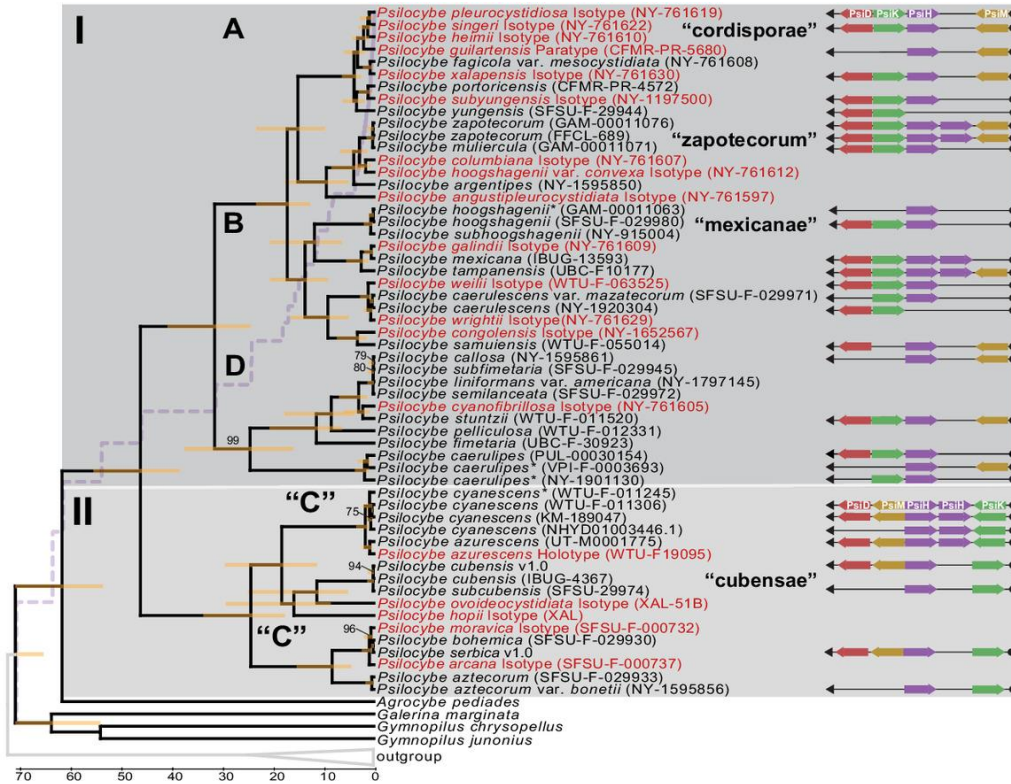 I
A
Psilocybe pleurocystidiosa Isotype (NY-761619)
PsiD PsiK PsiH PsiM
Psilocybe singeri Isotype (NY-761622)
"cordisporae"
Psilocybe heimii Isotype (NY-761610)
Psilocybe guilartensis Paratype (CFMR-PR-5680)
Psilocybe fagicola var. mesocystidiata (NY-761608)
Psilocybe xalapensis Isotype (NY-761630)
Psilocybe portoricensis (CFMR-PR-4572)
Psilocybe subyungensis Isotype (NY-1197500)
Psilocybe yungensis (SFSU-F-29944)
Psilocybe zapotecorum (GAM-00011076)
Psilocybe zapotecorum (FFCL-689)
"zapotecorum"
Psilocybe muliercula (GAM-00011071)
Psilocybe columbiana Isotype (NY-761607)
Psilocybe hoogshagenii var. convexa Isotype (NY-761612)
Psilocybe argentipes (NY-1595850)
Psilocybe angustipleurocystidiata Isotype (NY-761597)
B
Psilocybe hoogshagenii* (GAM-00011063)
Psilocybe hoogshagenii (SFSU-F-029980)
"mexicanae"
Psilocybe subhoogshagenii (NY-915004)
Psilocybe galindii Isotype (NY-761609)
Psilocybe mexicana (IBUG-13593)
Psilocybe tampanensis (UBC-F10177)
Psilocybe weilii Isotype (WTU-F-063525)
Psilocybe caerulescens var. mazatecorum (SFSU-F-029971)
Psilocybe caerulescens (NY-1920304)
Psilocybe wrightii Isotype(NY-761629)
Psilocybe congolensis Isotype (NY-1652567)
Psilocybe samuiensis (WTU-F-055014)
D
79
Psilocybe callosa (NY-1595861)
80
Psilocybe subfimetaria (SFSU-F-029945)
Psilocybe liniformans var. americana (NY-1797145)
Psilocybe semilanceata (SFSU-F-029972)
Psilocybe cyanofibrillosa Isotype (NY-761605)
Psilocybe stuntzii (WTU-F-011520)
Psilocybe pelliculosa (WTU-F-012331)
99
Psilocybe fimetaria (UBC-F-30923)
Psilocybe caerulipes (PUL-00030154)
Psilocybe caerulipes* (VPI-F-0003693)
Psilocybe caerulipes* (NY-1901130)
II
"C"
Psilocybe cyanescens* (WTU-F-011245)
PsiD PsiM PsiH PsiH PsiK
Psilocybe cyanescens (WTU-F-011306)
75
Psilocybe cyanescens (KM-189047)
Psilocybe cyanescens (NHYD01003446.1)
Psilocybe azurescens (UT-M0001775)
Psilocybe azurescens Holotype (WTU-F19095)
94
Psilocybe cubensis v1.0
Psilocybe cubensis (IBUG-4367)
"cubensae"
Psilocybe subcubensis (SFSU-29974)
Psilocybe ovoideocystidiata Isotype (XAL-51B)
Psilocybe hopii Isotype (XAL)
"C"
96
Psilocybe moravica Isotype (SFSU-F-000732)
Psilocybe bohemica (SFSU-F-029930)
Psilocybe serbica v1.0
Psilocybe arcana Isotype (SFSU-F-000737)
Psilocybe aztecorum (SFSU-F-029933)
Psilocybe aztecorum var. bonetii (NY-1595856)
Agrocybe pediades
Galerina marginata
Gymnopilus chrysopellus
Gymnopilus junonius
outgroup
70 60 50 40 30 20 10 0